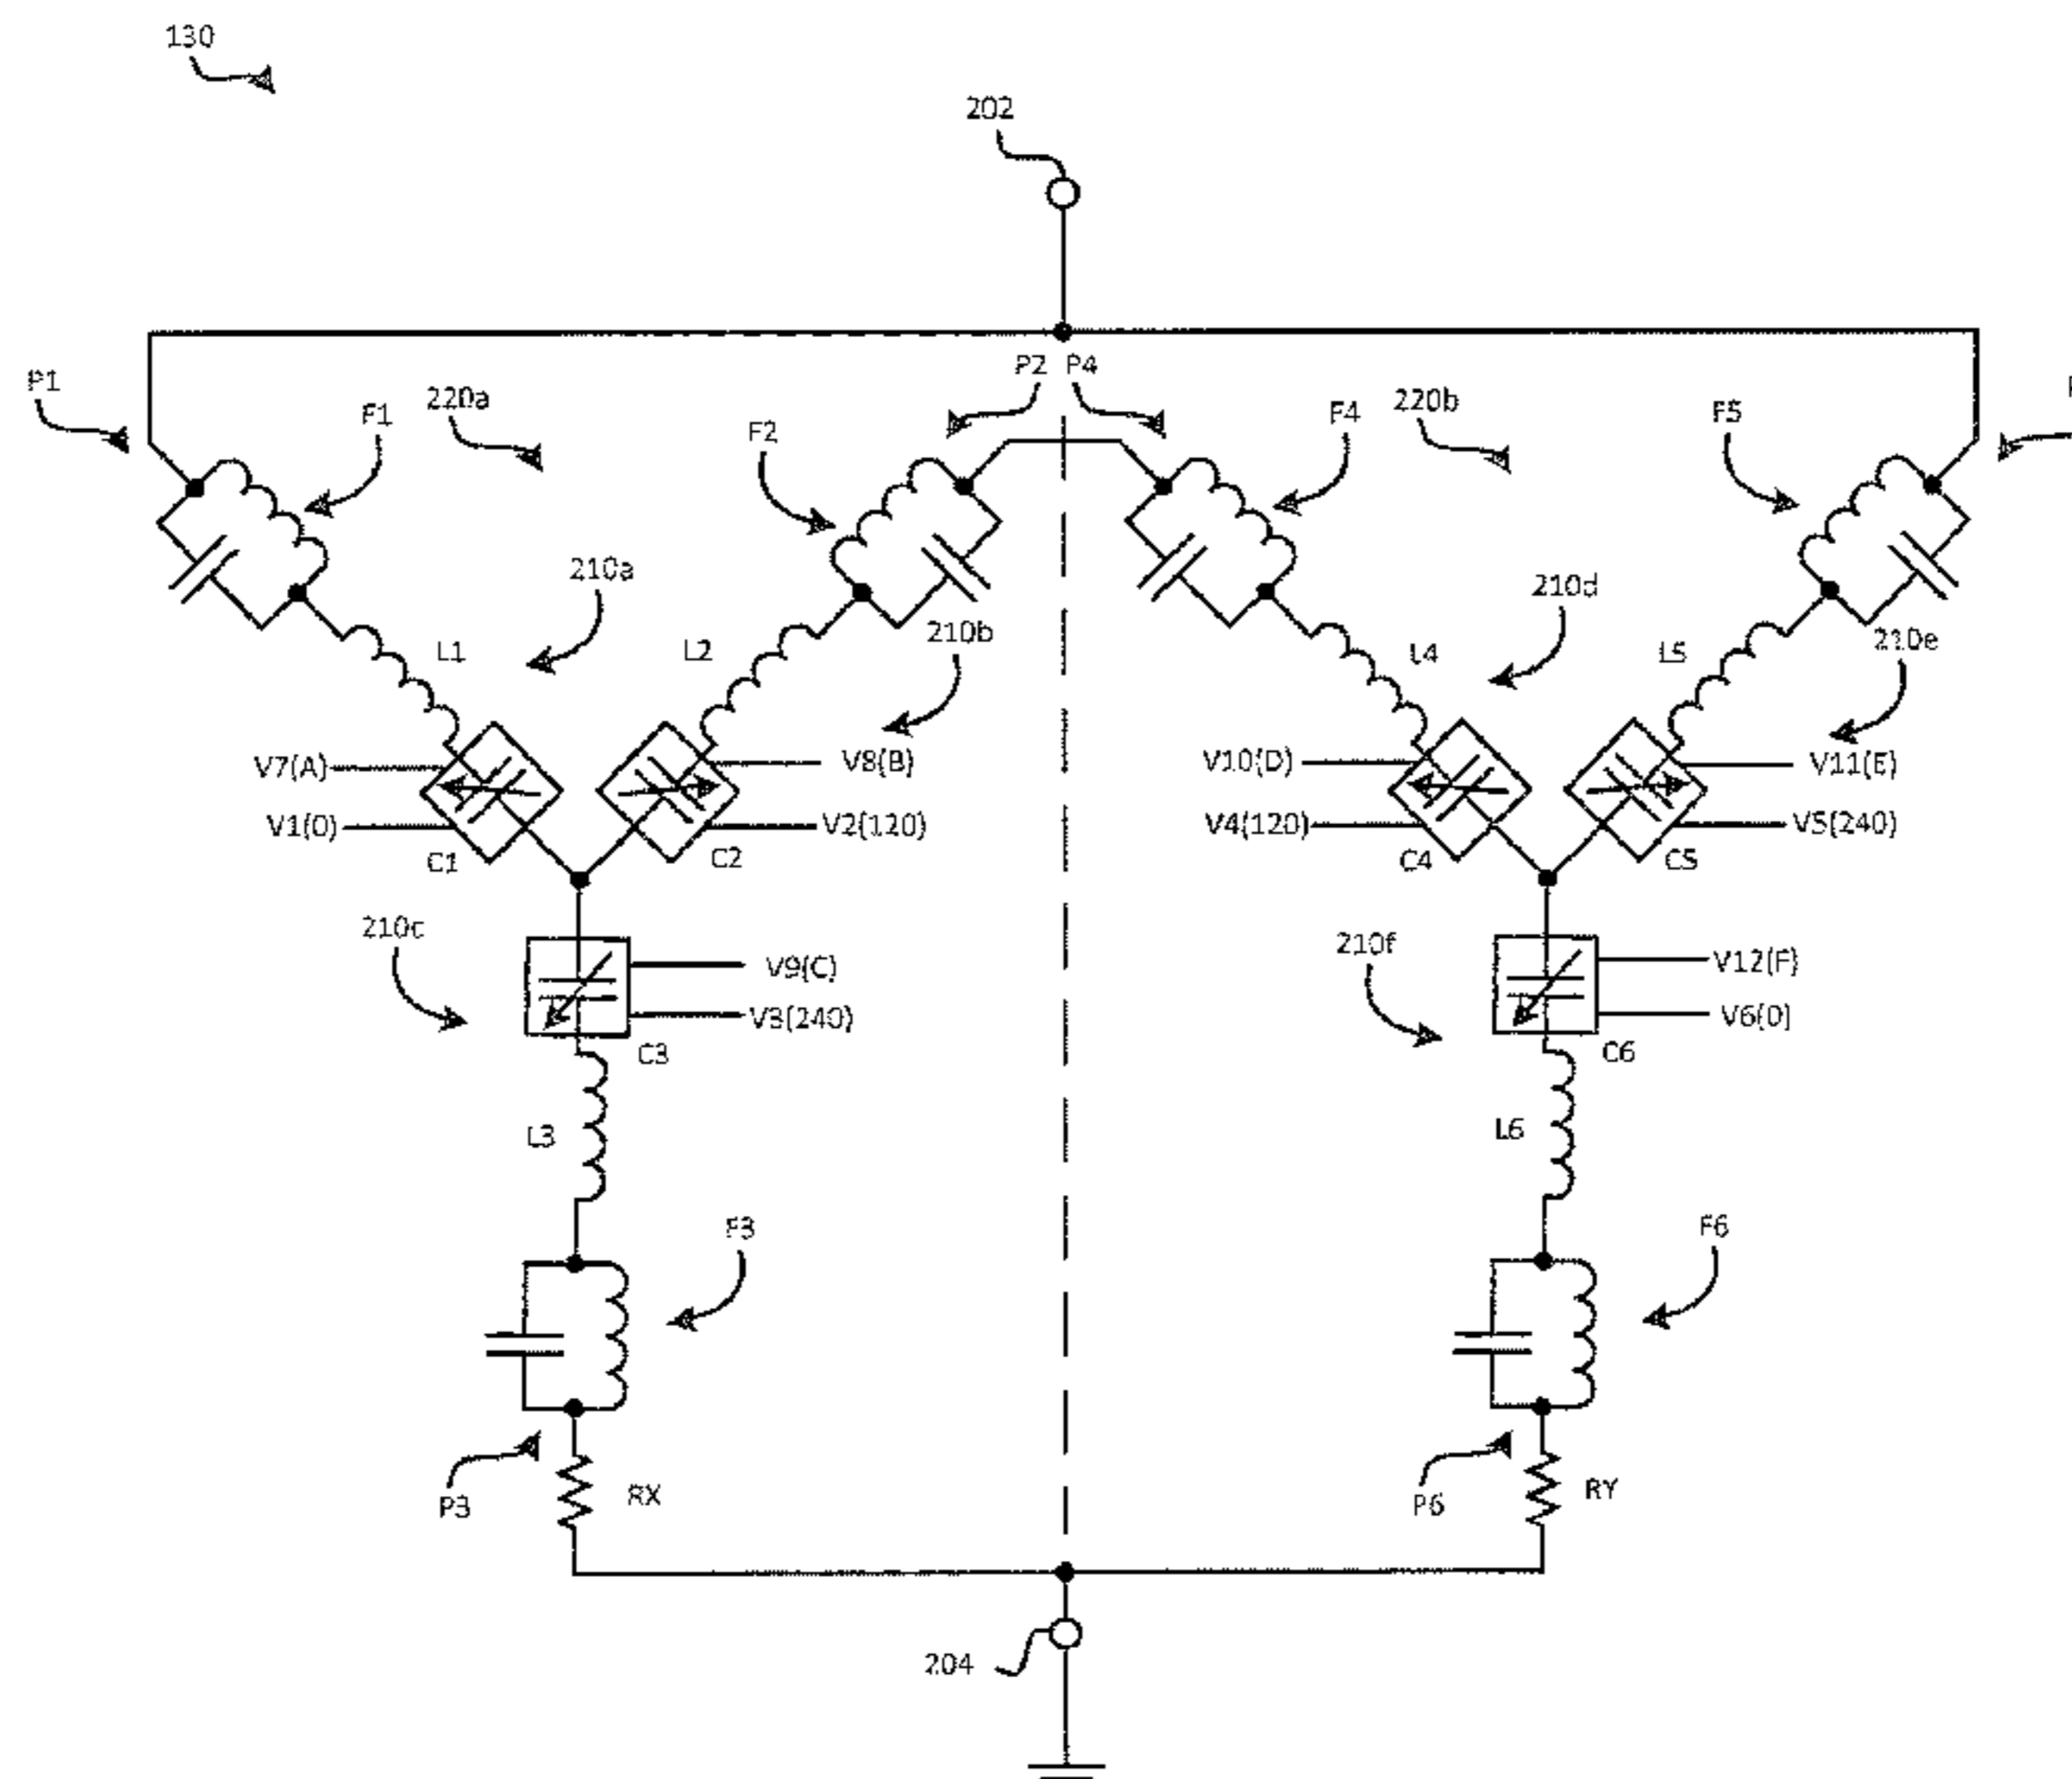 130
202
P2 P4
P1
220a
F1
F2
F4
220b
F5
210a
210b
210d
210e
L1
L2
L4
L5
V7(A)
V8(B)
V10(D)
V11(E)
V1(0)
V2(120)
V4(120)
V5(240)
C1
C2
C4
C5
210c
V9(C)
V3(240)
C3
210f
V12(F)
V6(0)
C6
L3
L6
F3
F6
P3
RX
P6
RY
204